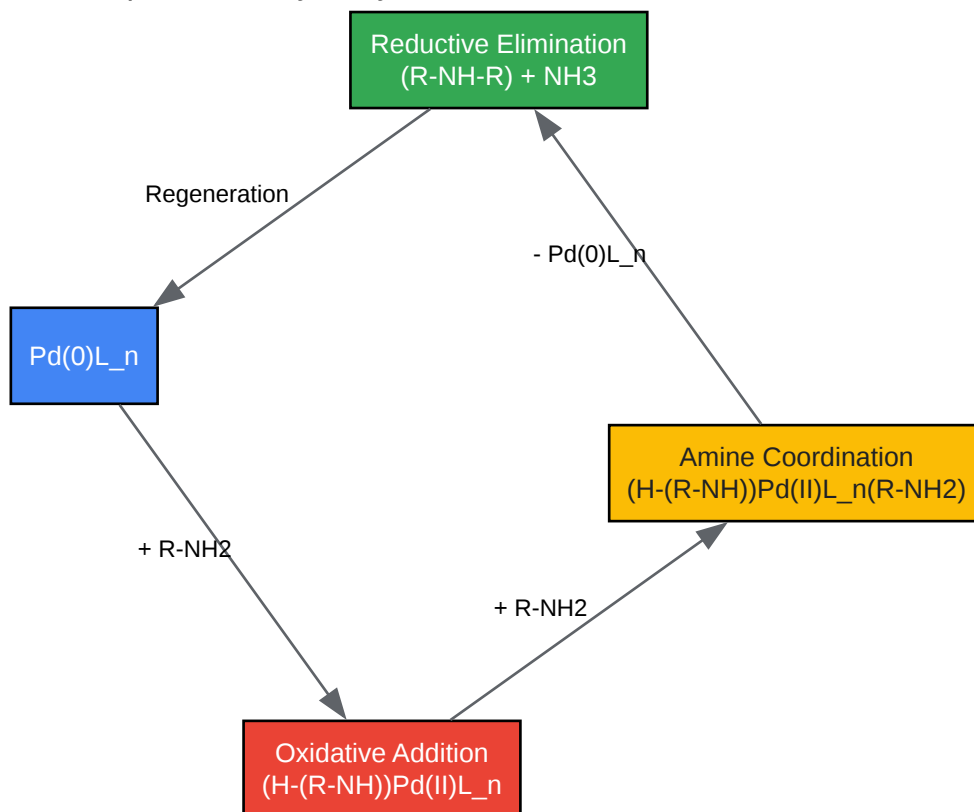 Reductive Elimination
(R-NH-R) + NH3
Regeneration
- Pd(0)L_n
Pd(0)L_n
Amine Coordination
(H-(R-NH))Pd(II)L_n(R-NH2)
+ R-NH2
+ R-NH2
Oxidative Addition
(H-(R-NH))Pd(II)L_n